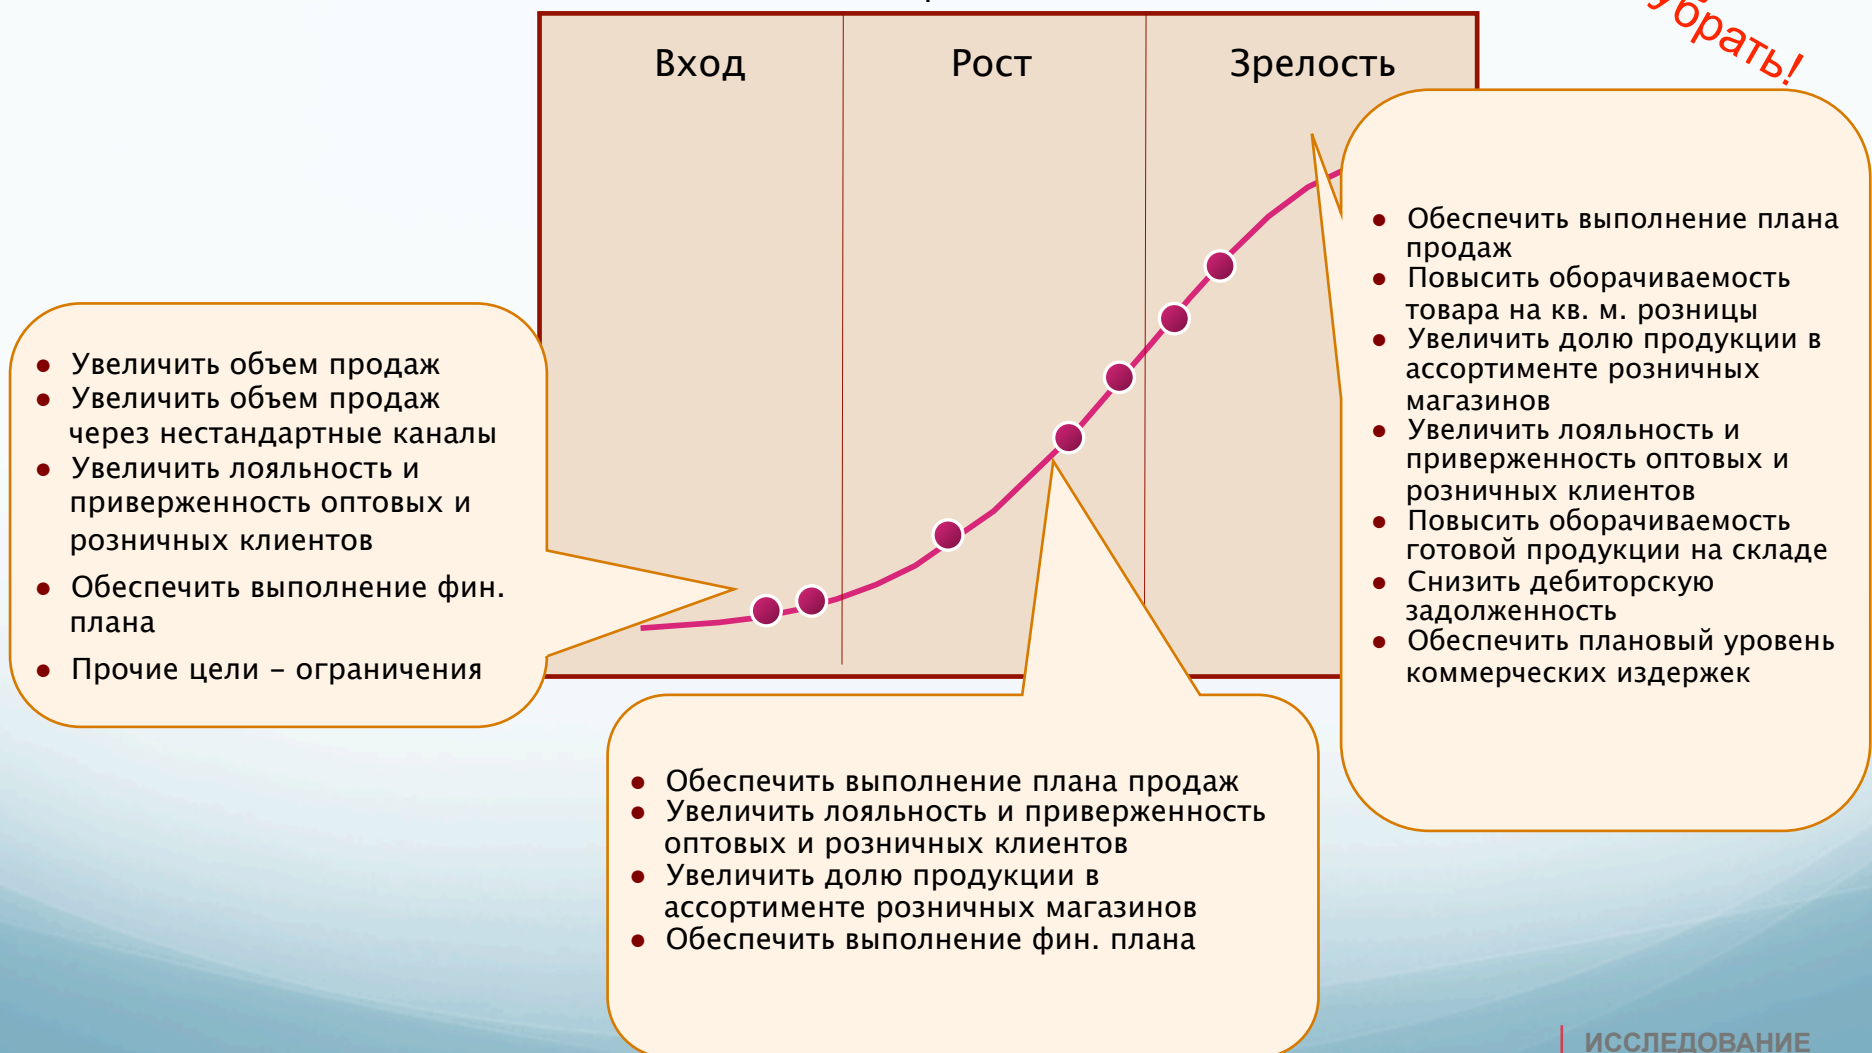 Убрать!
Вход
Рост
Зрелость
● Увеличить объем продаж
● Увеличить объем продаж
через нестандартные каналы
● Увеличить лояльность и
приверженность оптовых и
розничных клиентов
● Обеспечить выполнение фин.
плана
● Прочие цели – ограничения
● Обеспечить выполнение плана продаж
● Увеличить лояльность и приверженность
оптовых и розничных клиентов
● Увеличить долю продукции в
ассортименте розничных магазинов
● Обеспечить выполнение фин. плана
● Обеспечить выполнение плана
продаж
● Повысить оборачиваемость
товара на кв. м. розницы
● Увеличить долю продукции в
ассортименте розничных
магазинов
● Увеличить лояльность и
приверженность оптовых и
розничных клиентов
● Повысить оборачиваемость
готовой продукции на складе
● Снизить дебиторскую
задолженность
● Обеспечить плановый уровень
коммерческих издержек
ИССЛЕДОВАНИЕ